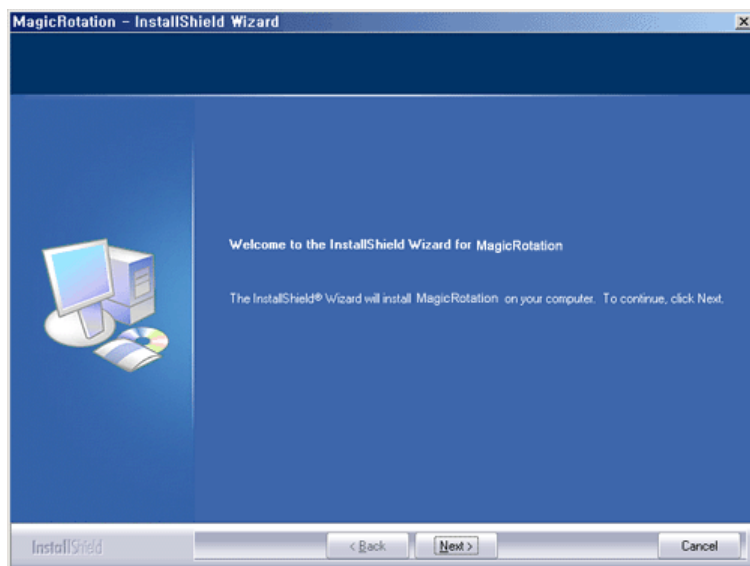 MagicRotation - InstallShield Wizard
Welcome to the InstallShield Wizard for MagicRotation
The InstallShield® Wizard will install MagicRotation on your computer. To continue, click Next.
InstallShield
< Back
Next >
Cancel